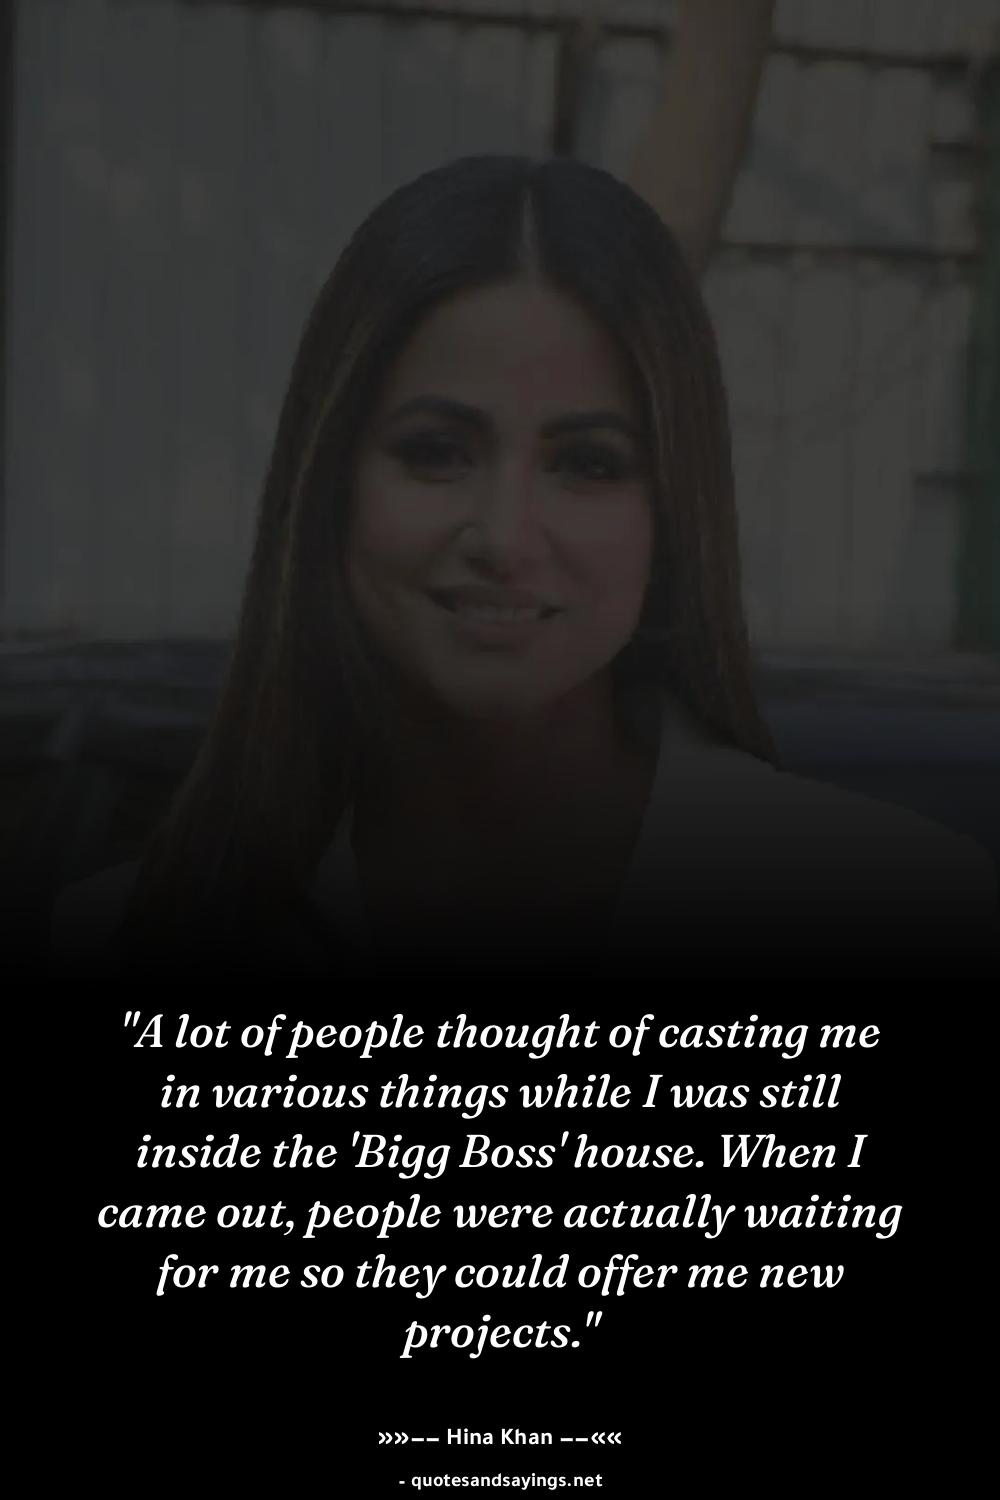 "A lot of people thought of casting me
in various things while I was still
inside the 'Bigg Boss' house. When I
came out, people were actually waiting
for me so they could offer me new
projects."
»»−− Hina Khan −−««
- quotesandsayings.net